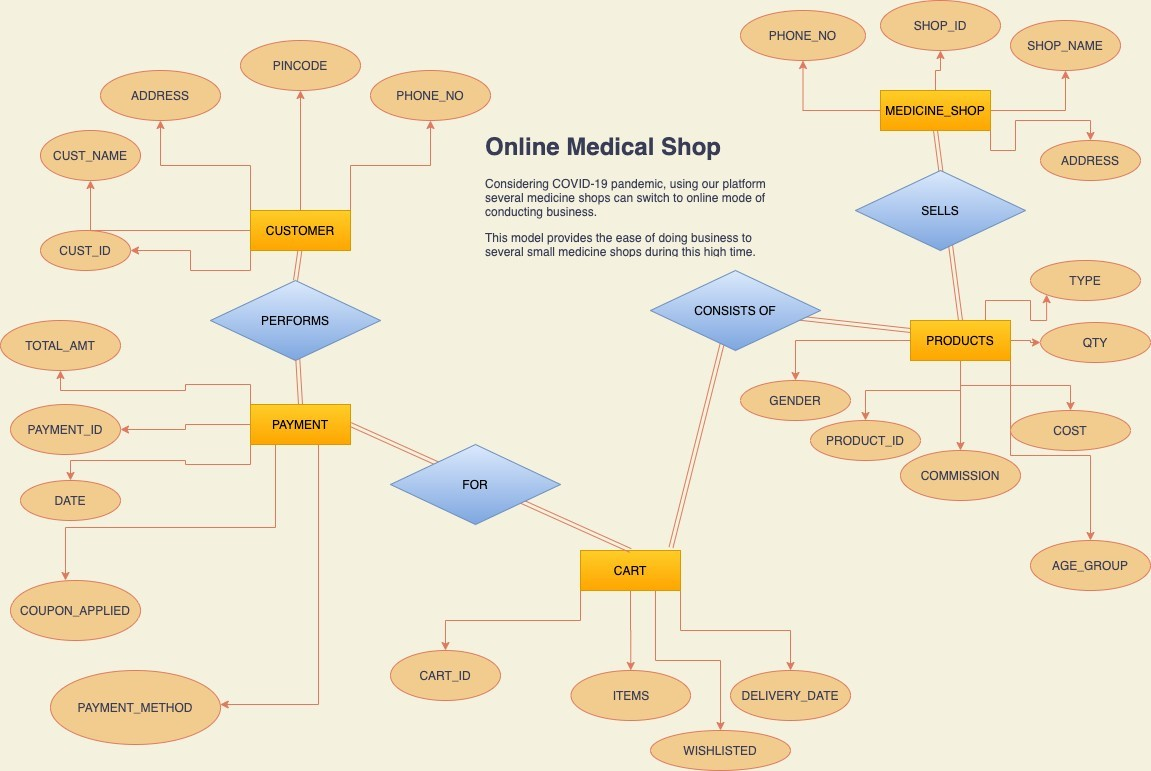 PHONE_NO
SHOP_ID
SHOP_NAME
MEDICINE_SHOP
ADDRESS
PINCODE
ADDRESS
PHONE_NO
CUST_NAME
CUST_ID
CUSTOMER
Online Medical Shop
Considering COVID-19 pandemic, using our platform
several medicine shops can switch to online mode of
conducting business.
This model provides the ease of doing business to
several small medicine shops during this high time.
SELLS
PERFORMS
CONSISTS OF
TYPE
PRODUCTS
QTY
GENDER
PRODUCT_ID
COST
COMMISSION
AGE_GROUP
TOTAL_AMT
PAYMENT
PAYMENT_ID
DATE
FOR
COUPON_APPLIED
PAYMENT_METHOD
CART
CART_ID
ITEMS
DELIVERY_DATE
WISHLISTED